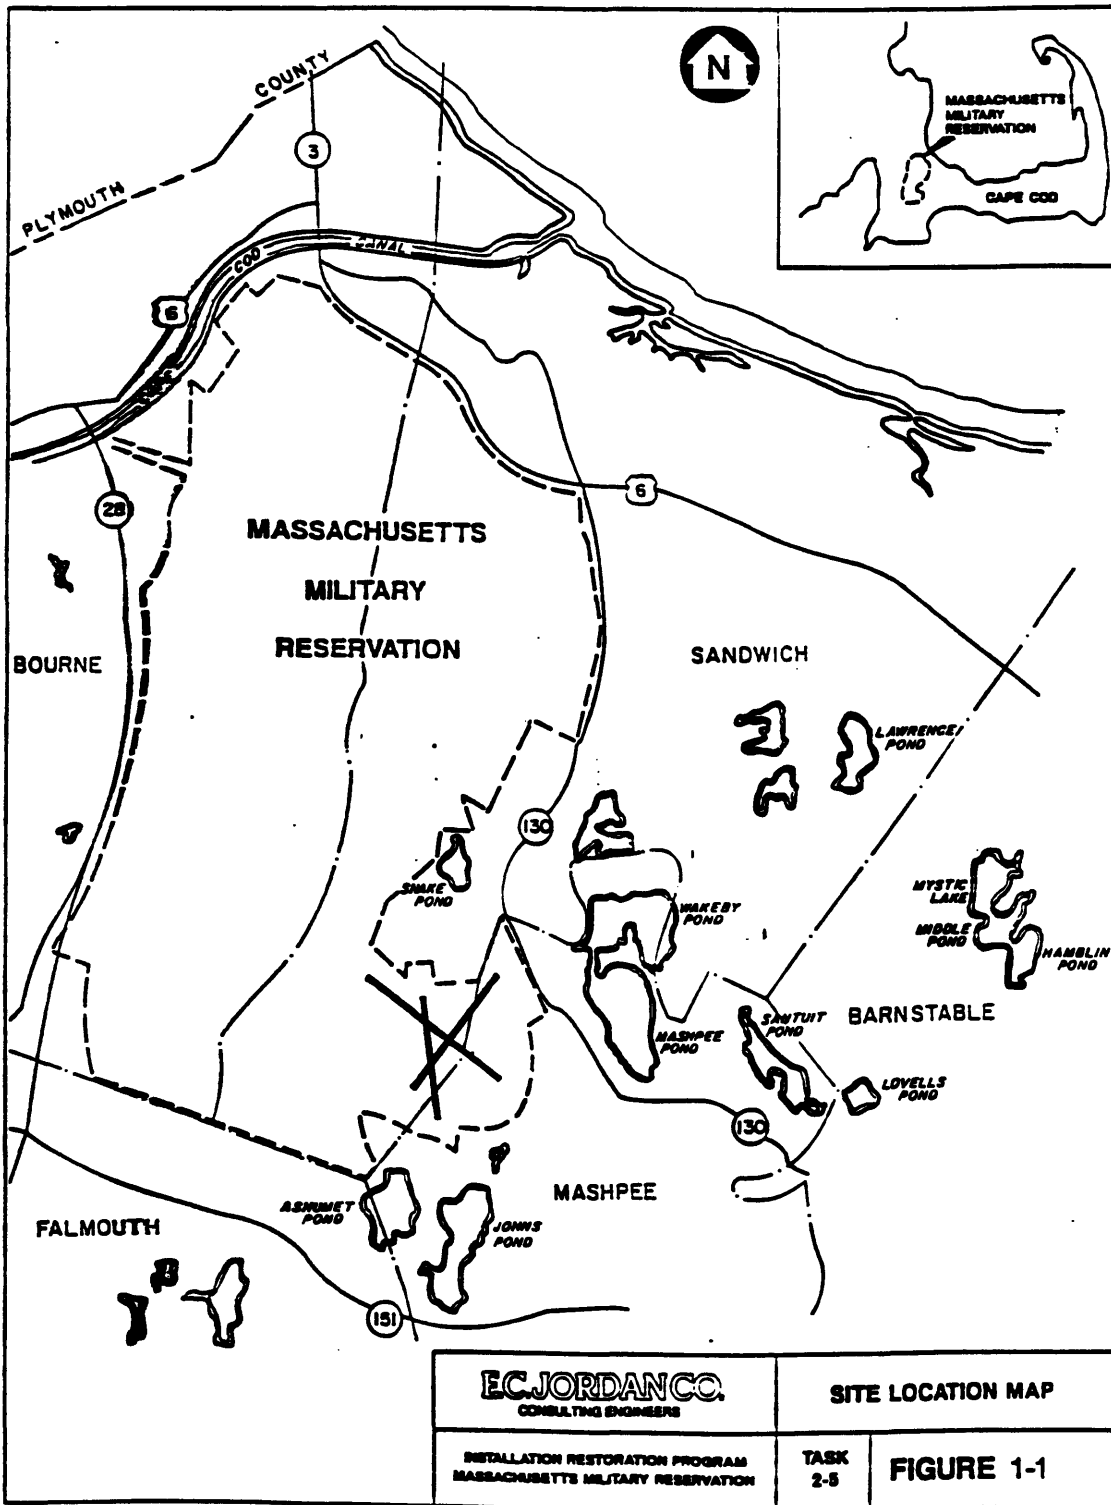 N
COUNTY
PLYMOUTH
3
MASSACHUSETTS
MILITARY
RESERVATION
CAPE COD
CAPE
COD
CANAL
6
28
6
MASSACHUSETTS
MILITARY
RESERVATION
BOURNE
SANDWICH
LAWRENCE
POND
130
SNAKE
POND
WAKEBY
POND
MYSTIC
LAKE
MIDDLE
POND
HAMBLIN
POND
MASHPEE
POND
SANTUIT
POND
BARNSTABLE
LOVELLS
POND
130
MASHPEE
ASHUMET
POND
JOHNS
POND
FALMOUTH
151
E.C.JORDAN CO.
CONSULTING ENGINEERS
SITE LOCATION MAP
INSTALLATION RESTORATION PROGRAM
MASSACHUSETTS MILITARY RESERVATION
TASK
2-5
FIGURE 1-1